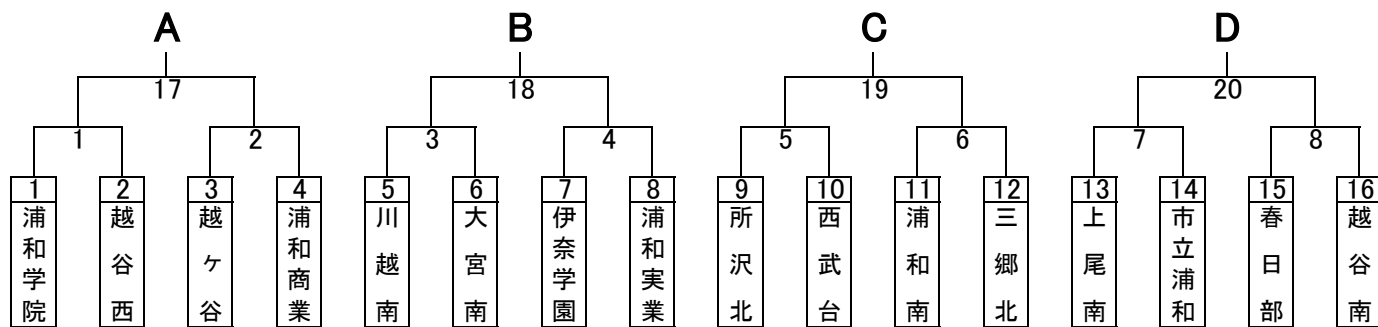 A B C D
17 18 19 20
1 2 3 4 5 6 7 8
1 2 3 4 5 6 7 8 9 10 11 12 13 14 15 16
浦和学院
越谷西
越ヶ谷
浦和商業
川越南
大宮南
伊奈学園
浦和実業
所沢北
西武台
浦和南
三郷北
上尾南
市立浦和
春日部
越谷南